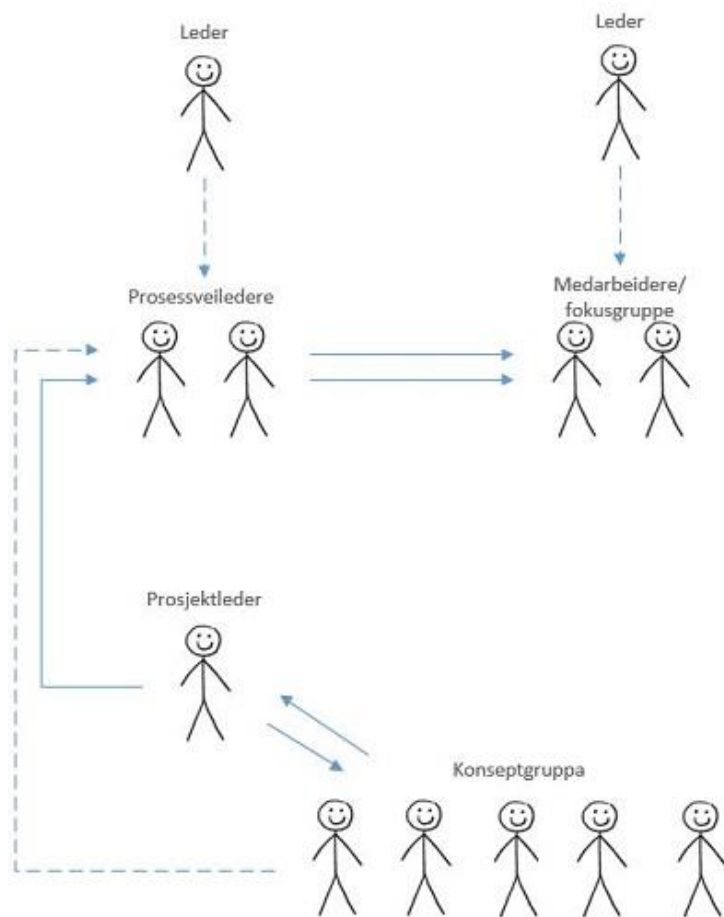 Leder
Leder
Prosessveiledere
Medarbeidere/
fokusgruppe
Prosjektleder
Konseptgruppa